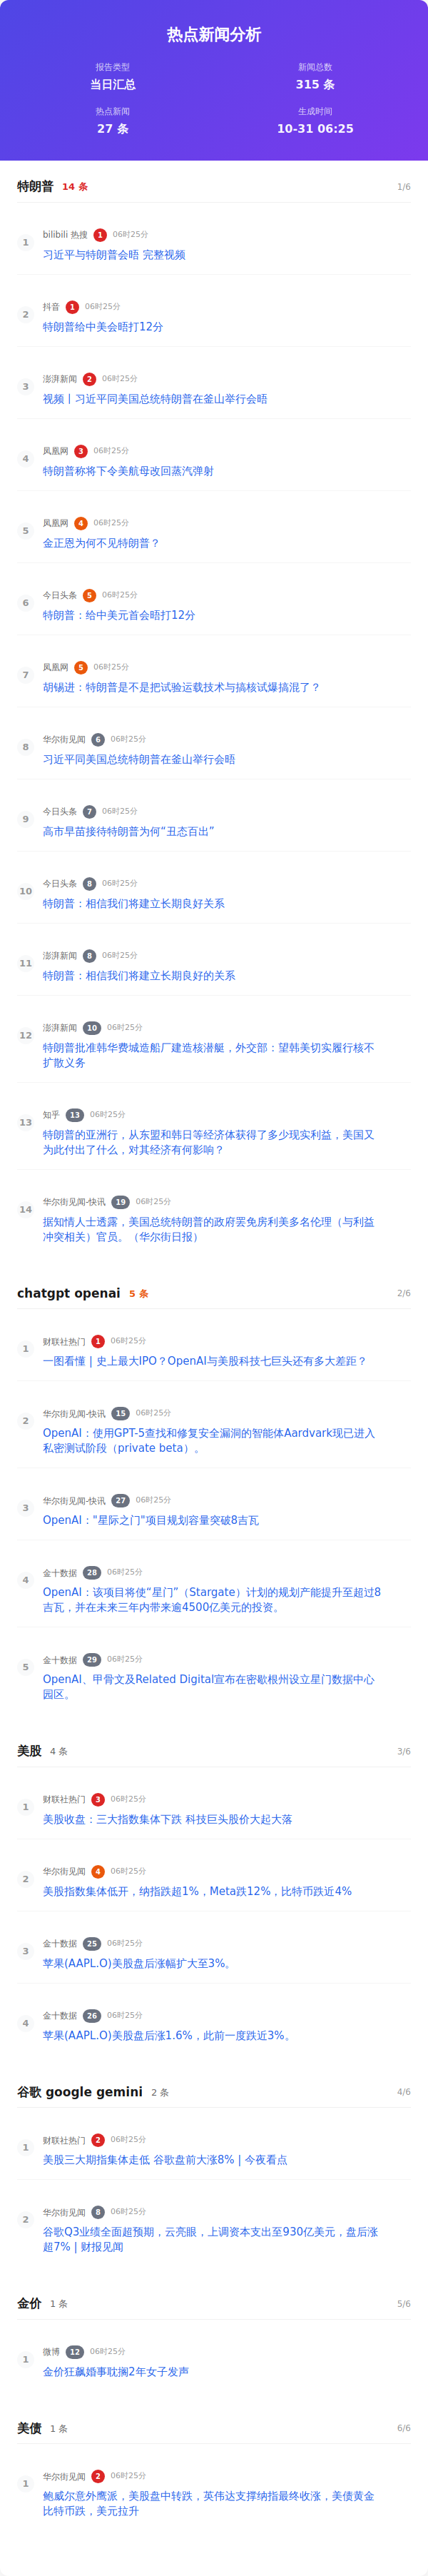 热点新闻分析
报告类型
新闻总数
当日汇总
315 条
热点新闻
生成时间
27 条
10-31 06:25
特朗普 14 条 1/6
1
bilibili 热搜 1 06时25分
习近平与特朗普会晤 完整视频
2
抖音 1 06时25分
特朗普给中美会晤打12分
3
澎湃新闻 2 06时25分
视频丨习近平同美国总统特朗普在釜山举行会晤
4
凤凰网 3 06时25分
特朗普称将下令美航母改回蒸汽弹射
5
凤凰网 4 06时25分
金正恩为何不见特朗普？
6
今日头条 5 06时25分
特朗普：给中美元首会晤打12分
7
凤凰网 5 06时25分
胡锡进：特朗普是不是把试验运载技术与搞核试爆搞混了？
8
华尔街见闻 6 06时25分
习近平同美国总统特朗普在釜山举行会晤
9
今日头条 7 06时25分
高市早苗接待特朗普为何“丑态百出”
10
今日头条 8 06时25分
特朗普：相信我们将建立长期良好关系
11
澎湃新闻 8 06时25分
特朗普：相信我们将建立长期良好的关系
12
澎湃新闻 10 06时25分
特朗普批准韩华费城造船厂建造核潜艇，外交部：望韩美切实履行核不
扩散义务
13
知乎 13 06时25分
特朗普的亚洲行，从东盟和韩日等经济体获得了多少现实利益，美国又
为此付出了什么，对其经济有何影响？
14
华尔街见闻-快讯 19 06时25分
据知情人士透露，美国总统特朗普的政府罢免房利美多名伦理（与利益
冲突相关）官员。（华尔街日报）
chatgpt openai 5 条 2/6
1
财联社热门 1 06时25分
一图看懂 | 史上最大IPO？OpenAI与美股科技七巨头还有多大差距？
2
华尔街见闻-快讯 15 06时25分
OpenAI：使用GPT-5查找和修复安全漏洞的智能体Aardvark现已进入
私密测试阶段（private beta）。
3
华尔街见闻-快讯 27 06时25分
OpenAI："星际之门"项目规划容量突破8吉瓦
4
金十数据 28 06时25分
OpenAI：该项目将使“星门”（Stargate）计划的规划产能提升至超过8
吉瓦，并在未来三年内带来逾4500亿美元的投资。
5
金十数据 29 06时25分
OpenAI、甲骨文及Related Digital宣布在密歇根州设立星门数据中心
园区。
美股 4 条 3/6
1
财联社热门 3 06时25分
美股收盘：三大指数集体下跌 科技巨头股价大起大落
2
华尔街见闻 4 06时25分
美股指数集体低开，纳指跌超1%，Meta跌12%，比特币跌近4%
3
金十数据 25 06时25分
苹果(AAPL.O)美股盘后涨幅扩大至3%。
4
金十数据 26 06时25分
苹果(AAPL.O)美股盘后涨1.6%，此前一度跌近3%。
谷歌 google gemini 2 条 4/6
1
财联社热门 2 06时25分
美股三大期指集体走低 谷歌盘前大涨8% | 今夜看点
2
华尔街见闻 8 06时25分
谷歌Q3业绩全面超预期，云亮眼，上调资本支出至930亿美元，盘后涨
超7% | 财报见闻
金价 1 条 5/6
1
微博 12 06时25分
金价狂飙婚事耽搁2年女子发声
美债 1 条 6/6
1
华尔街见闻 2 06时25分
鲍威尔意外鹰派，美股盘中转跌，英伟达支撑纳指最终收涨，美债黄金
比特币跌，美元拉升